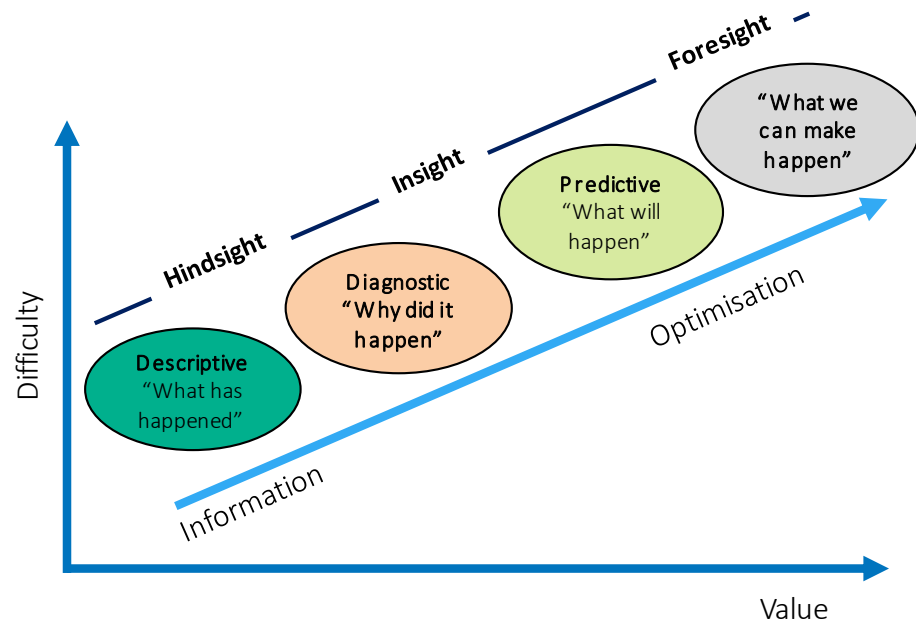 Foresight
Insight
Hindsight
“What we
can make
happen”
Predictive
“What will
happen”
Diagnostic
“Why did it
happen”
Descriptive
“What has
happened”
Difficulty
Optimisation
Information
Value